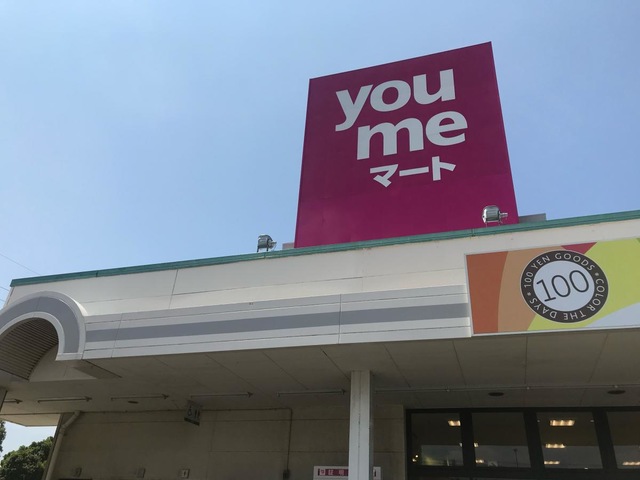 you
me
マート
100 YEN GOODS
100
COLOR THE DAYS